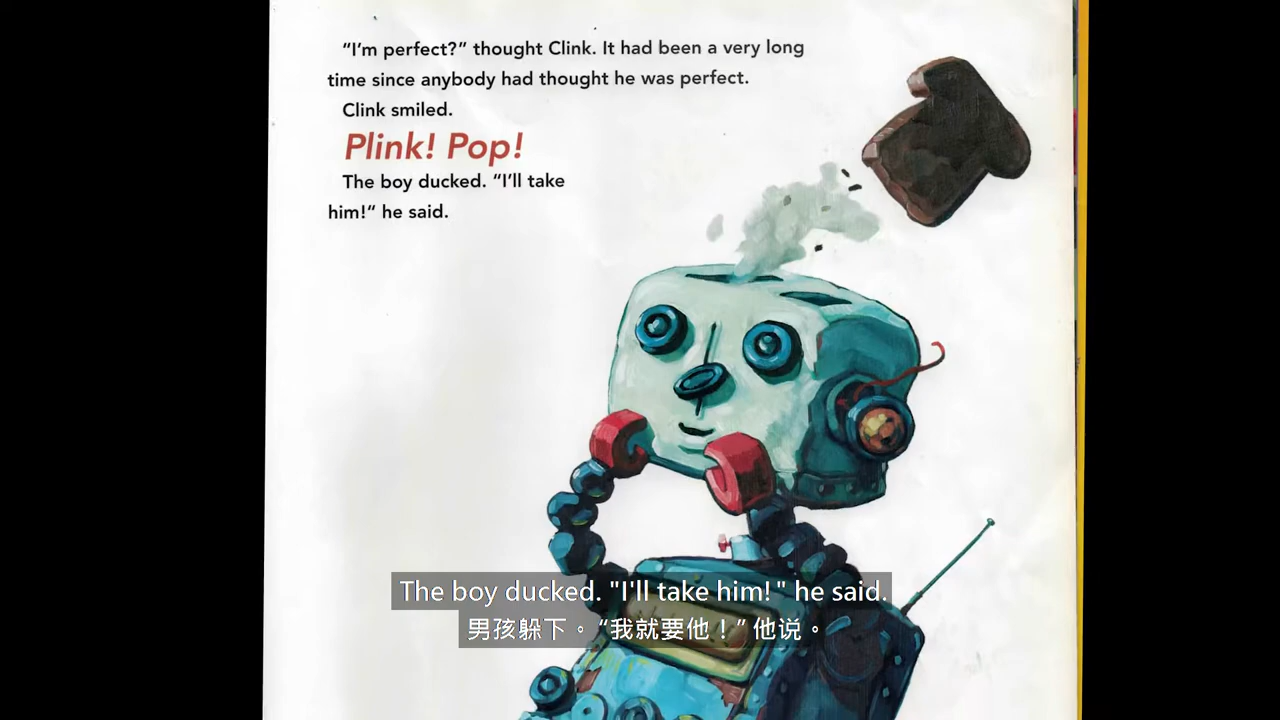 “I’m perfect?” thought Clink. It had been a very long
time since anybody had thought he was perfect.
Clink smiled.
Plink! Pop!
The boy ducked. “I’ll take
him!” he said.
The boy ducked. "I'll take him!" he said.
男孩躲下。“我就要他！”他说。